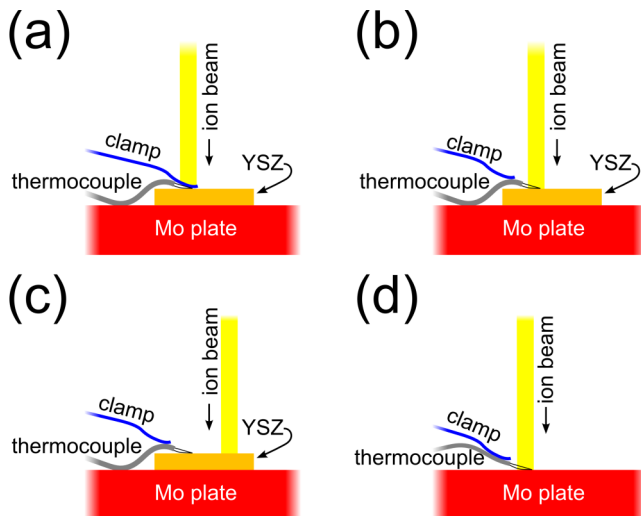 (a)
ion beam
clamp
YSZ
thermocouple
Mo plate
(b)
ion beam
clamp
YSZ
thermocouple
Mo plate
(c)
ion beam
clamp
YSZ
thermocouple
Mo plate
(d)
ion beam
clamp
thermocouple
Mo plate